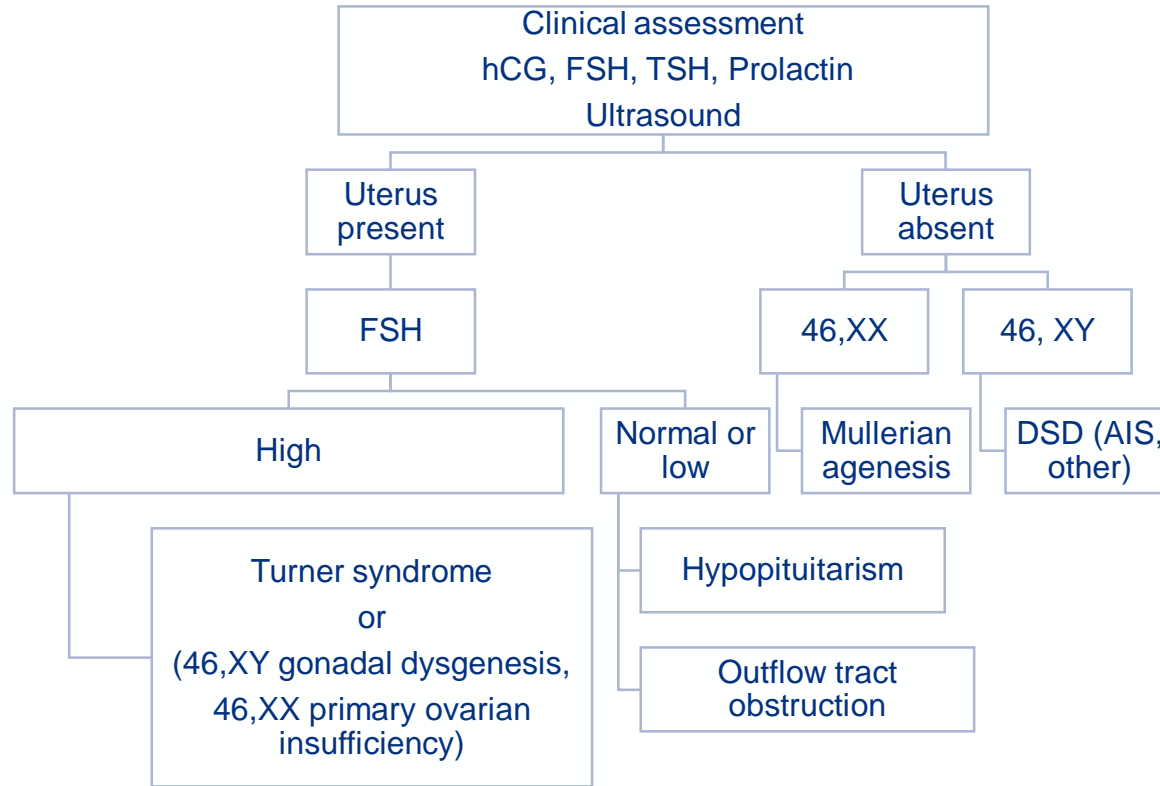 Clinical assessment
hCG, FSH, TSH, Prolactin
Ultrasound
Uterus
present
Uterus
absent
FSH
46,XX
46, XY
High
Normal or
low
Mullerian
agenesis
DSD (AIS,
other)
Turner syndrome
or
(46,XY gonadal dysgenesis,
46,XX primary ovarian
insufficiency)
Hypopituitarism
Outflow tract
obstruction